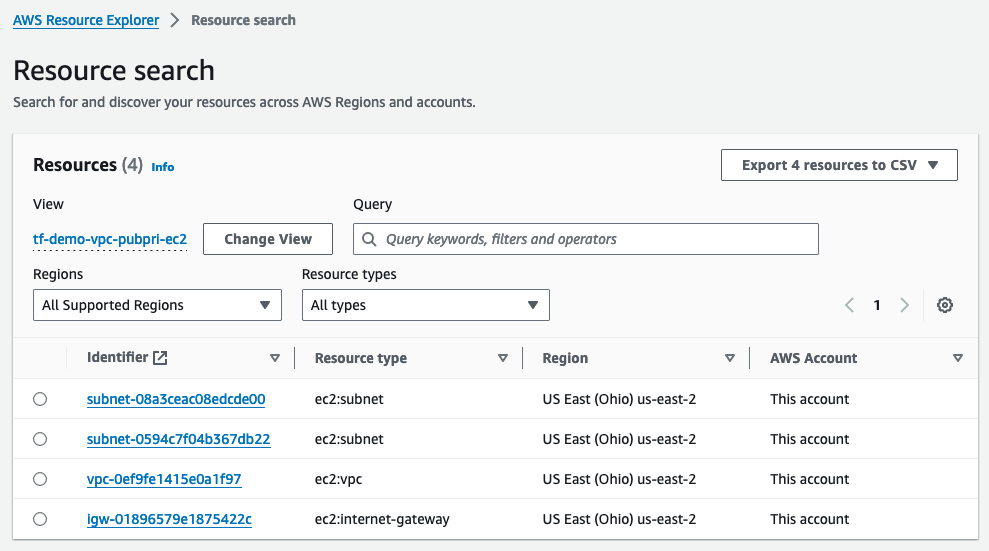 AWS Resource Explorer > Resource search
Resource search
Search for and discover your resources across AWS Regions and accounts.
Resources (4) Info
Export 4 resources to CSV
View
Query
tf-demo-vpc-pubpri-ec2
Change View
Query keywords, filters and operators
Regions
Resource types
All Supported Regions
All types
1
Identifier Resource type Region AWS Account
subnet-08a3ceac08edcde00 ec2:subnet US East (Ohio) us-east-2 This account
subnet-0594c7f04b367db22 ec2:subnet US East (Ohio) us-east-2 This account
vpc-0ef9fe1415e0a1f97 ec2:vpc US East (Ohio) us-east-2 This account
igw-01896579e1875422c ec2:internet-gateway US East (Ohio) us-east-2 This account